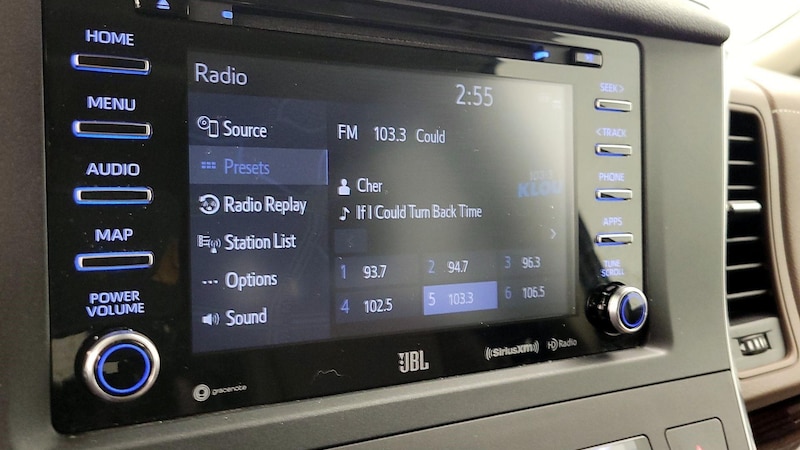 HOME
MENU
AUDIO
MAP
POWER
VOLUME
Radio
2:55
Source
Presets
Radio Replay
Station List
Options
Sound
FM 103.3 Could
Cher
If I Could Turn Back Time
1 93.7
2 94.7
3 96.3
4 102.5
5 103.3
6 106.5
SEEK >
< TRACK
PHONE
APPS
TUNE
SCROLL
gracenote
JBL
((SiriusXM))
HD Radio